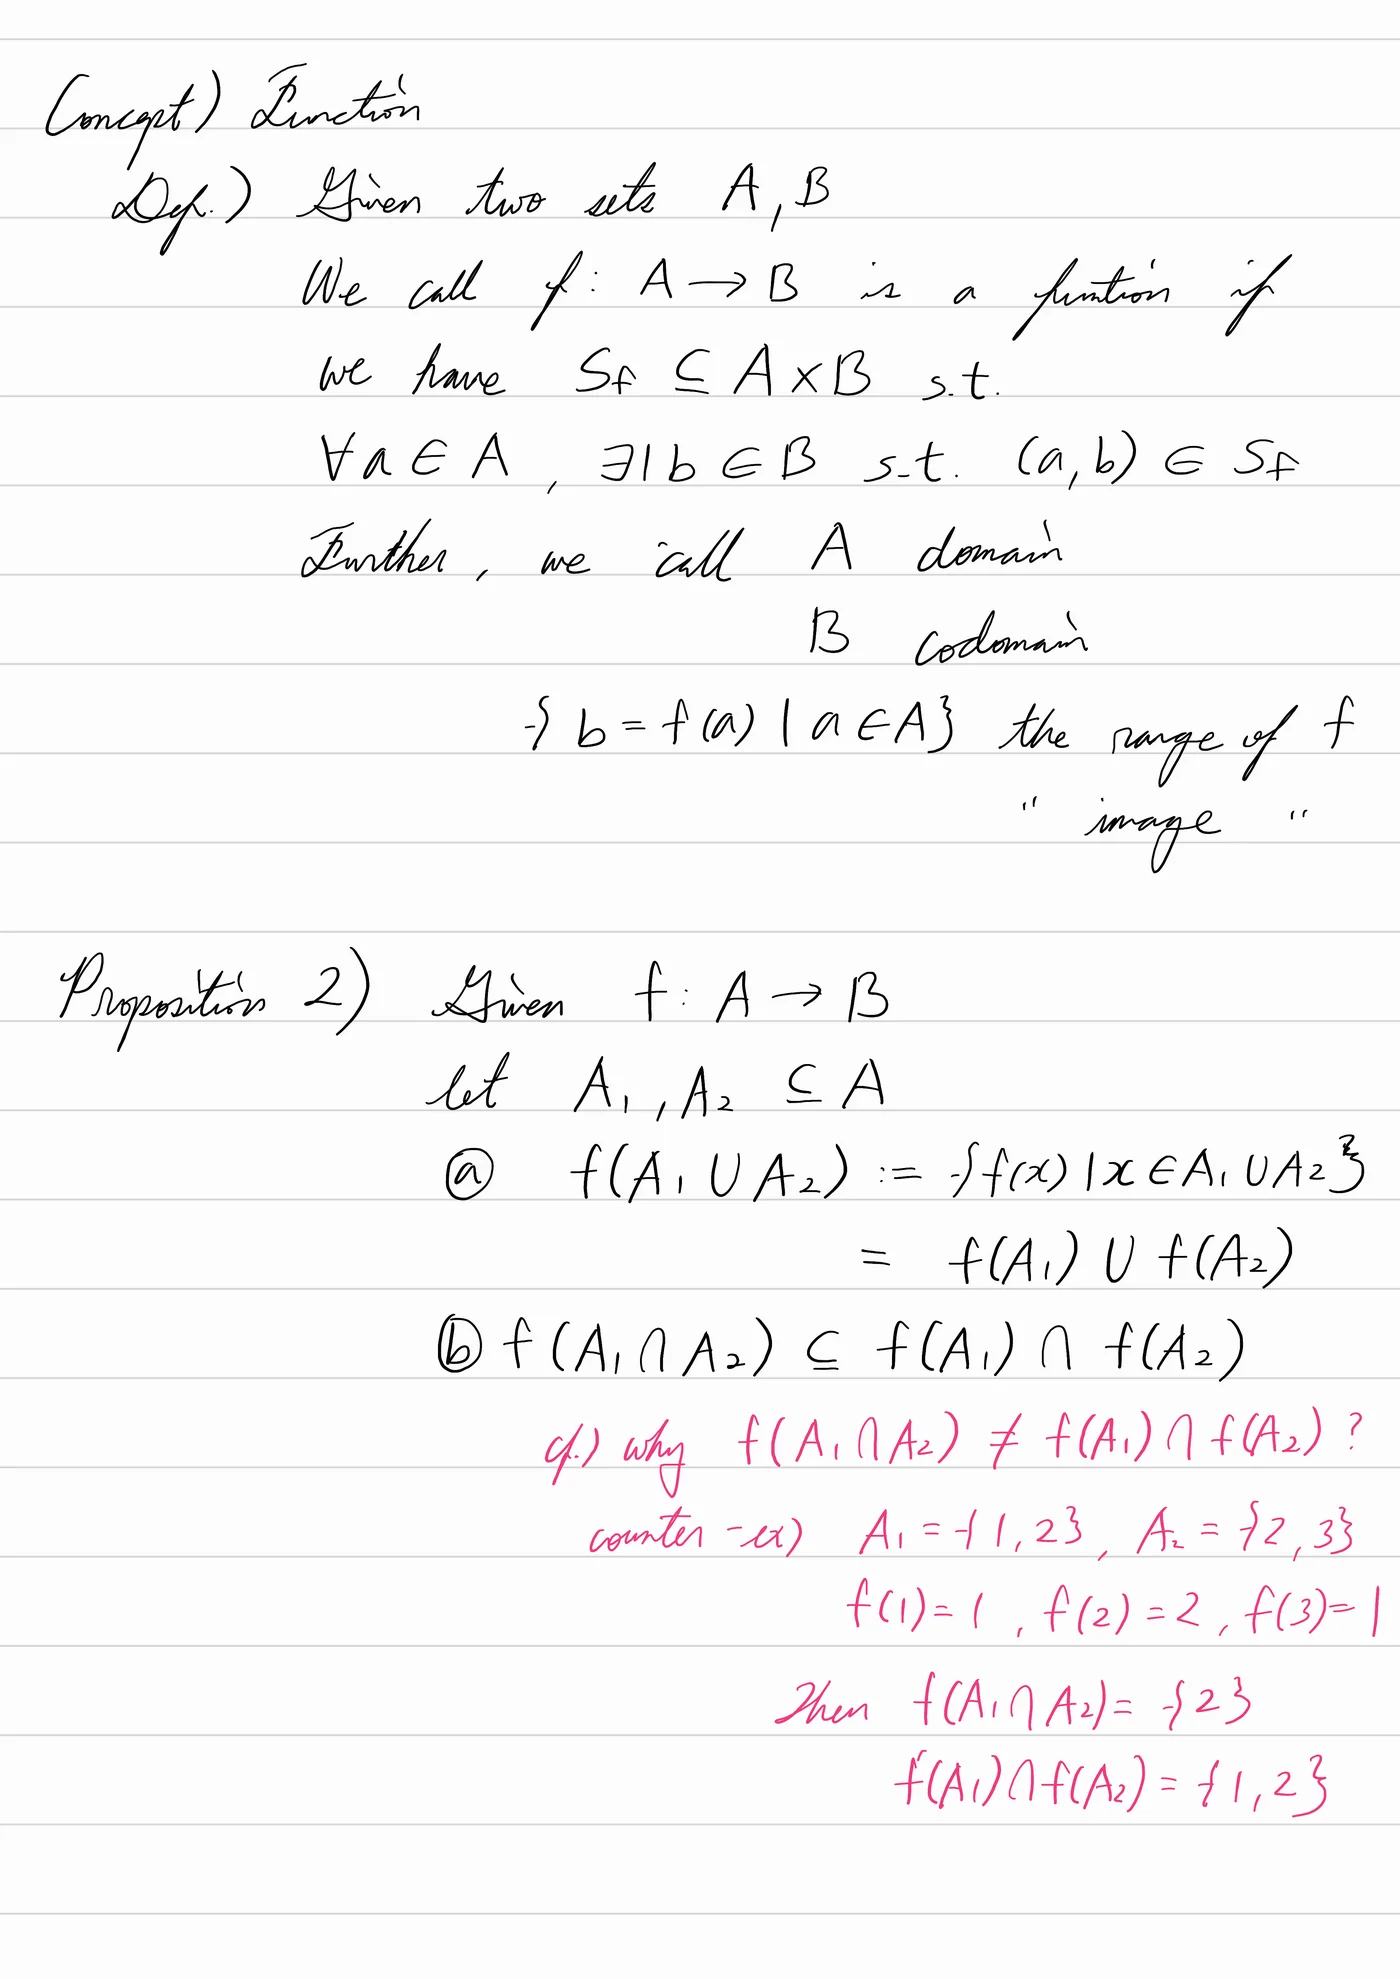 Concept) Function
Def.) Given two sets A, B
We call f: A → B is a funtion if
we have Sf ⊆ A × B s.t.
∀a ∈ A, ∃| b ∈ B s.t. (a, b) ∈ Sf
Further, we call A domain
B codomain
{ b = f(a) | a ∈ A } the range of f
" image "
Proposition 2) Given f: A → B
let A₁, A₂ ⊆ A
ⓐ f(A₁ ∪ A₂) := { f(x) | x ∈ A₁ ∪ A₂ }
= f(A₁) ∪ f(A₂)
ⓑ f(A₁ ∩ A₂) ⊆ f(A₁) ∩ f(A₂)
cf.) why f(A₁ ∩ A₂) ≠ f(A₁) ∩ f(A₂) ?
counter-ex) A₁ = {1, 2}, A₂ = {2, 3}
f(1) = 1, f(2) = 2, f(3) = 1
Then f(A₁ ∩ A₂) = {2}
f(A₁) ∩ f(A₂) = {1, 2}